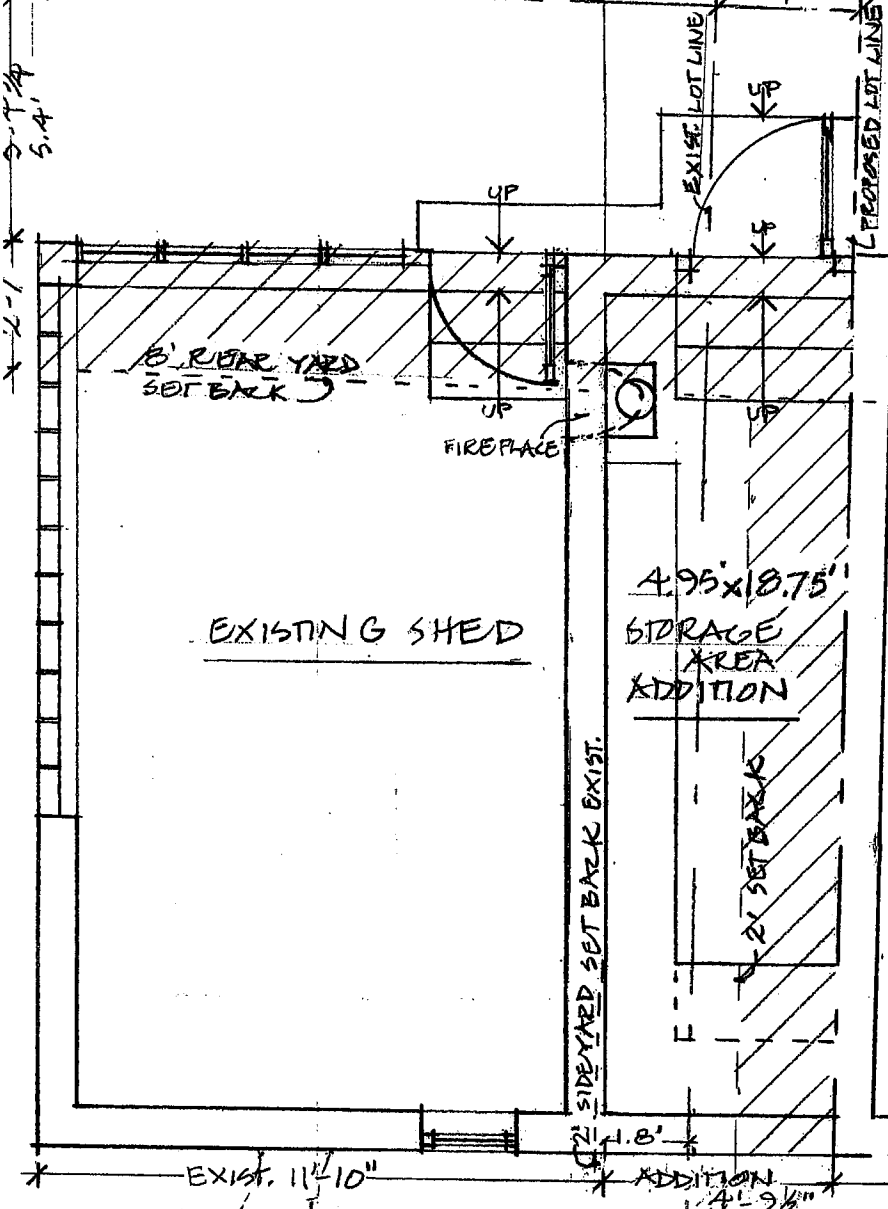 EXIST. LOT LINE
PROPOSED LOT LINE
5.4'
UP
UP
UP
2-1
8' REAR YARD
SET BACK
UP
UP
FIREPLACE
4.95'x18.75'
STORAGE
AREA
ADDITION
EXISTING SHED
2' SIDEYARD SET BACK EXIST.
2' SET BACK
1.8'
EXIST. 11'-10"
ADDITION
4'-9½"